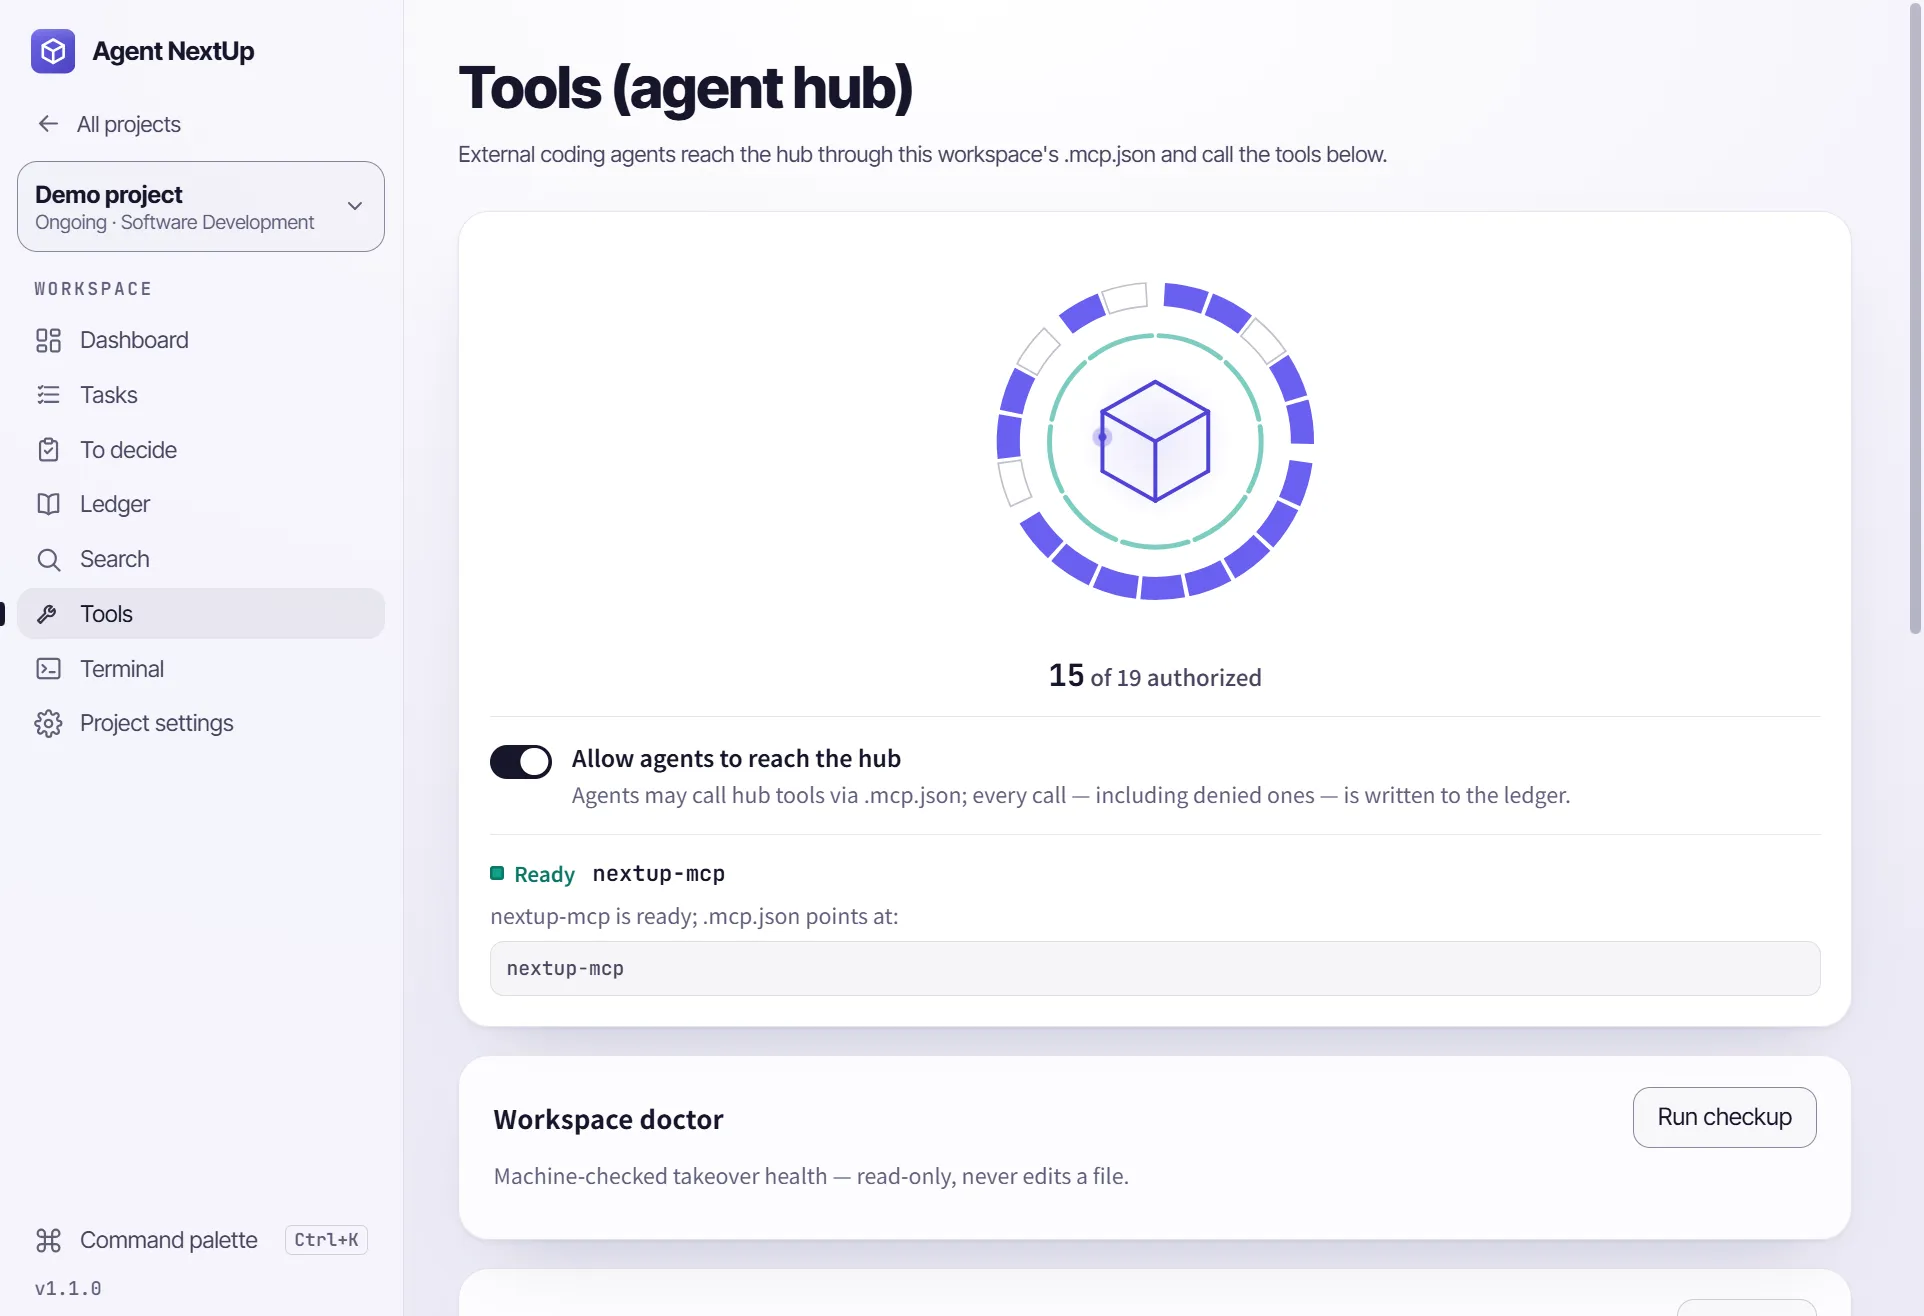 Agent NextUp
All projects
Demo project
Ongoing · Software Development
WORKSPACE
Dashboard
Tasks
To decide
Ledger
Search
Tools
Terminal
Project settings
Command palette
Ctrl+K
v1.1.0
Tools (agent hub)
External coding agents reach the hub through this workspace's .mcp.json and call the tools below.
15 of 19 authorized
Allow agents to reach the hub
Agents may call hub tools via .mcp.json; every call — including denied ones — is written to the ledger.
Ready nextup-mcp
nextup-mcp is ready; .mcp.json points at:
nextup-mcp
Workspace doctor
Run checkup
Machine-checked takeover health — read-only, never edits a file.